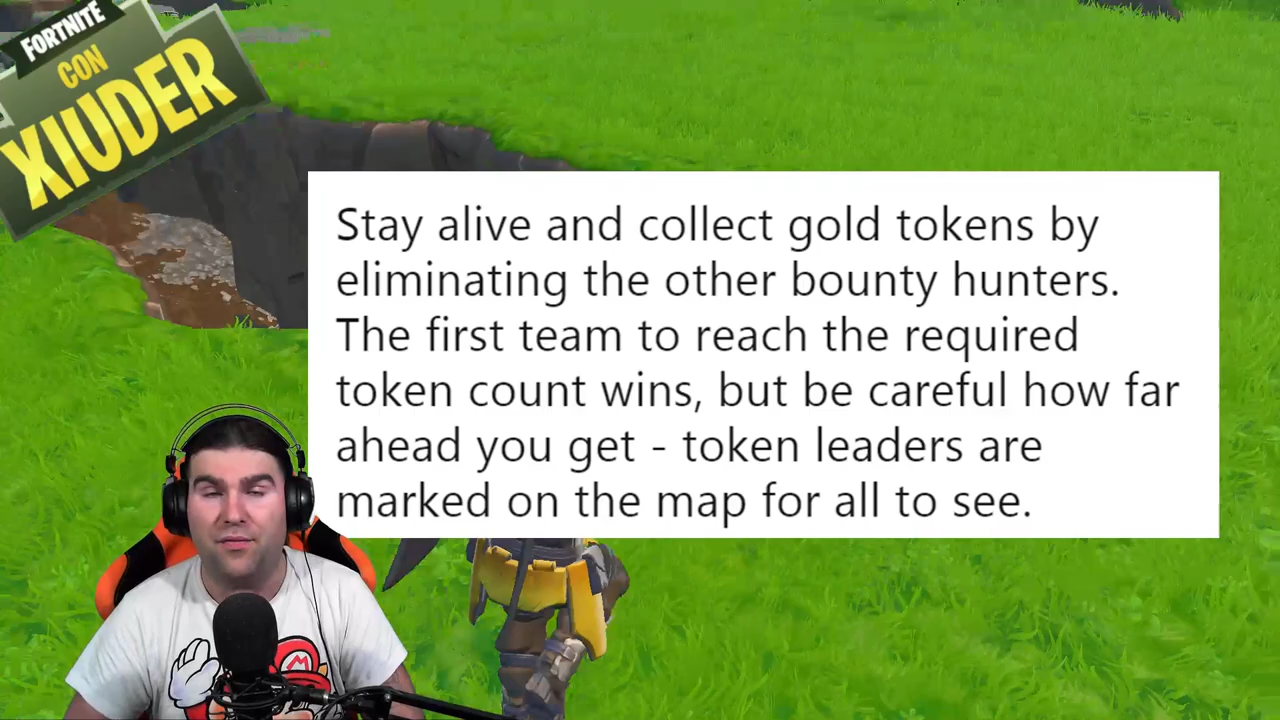 FORTNITE
CON
XIUDER
Stay alive and collect gold tokens by
eliminating the other bounty hunters.
The first team to reach the required
token count wins, but be careful how far
ahead you get - token leaders are
marked on the map for all to see.